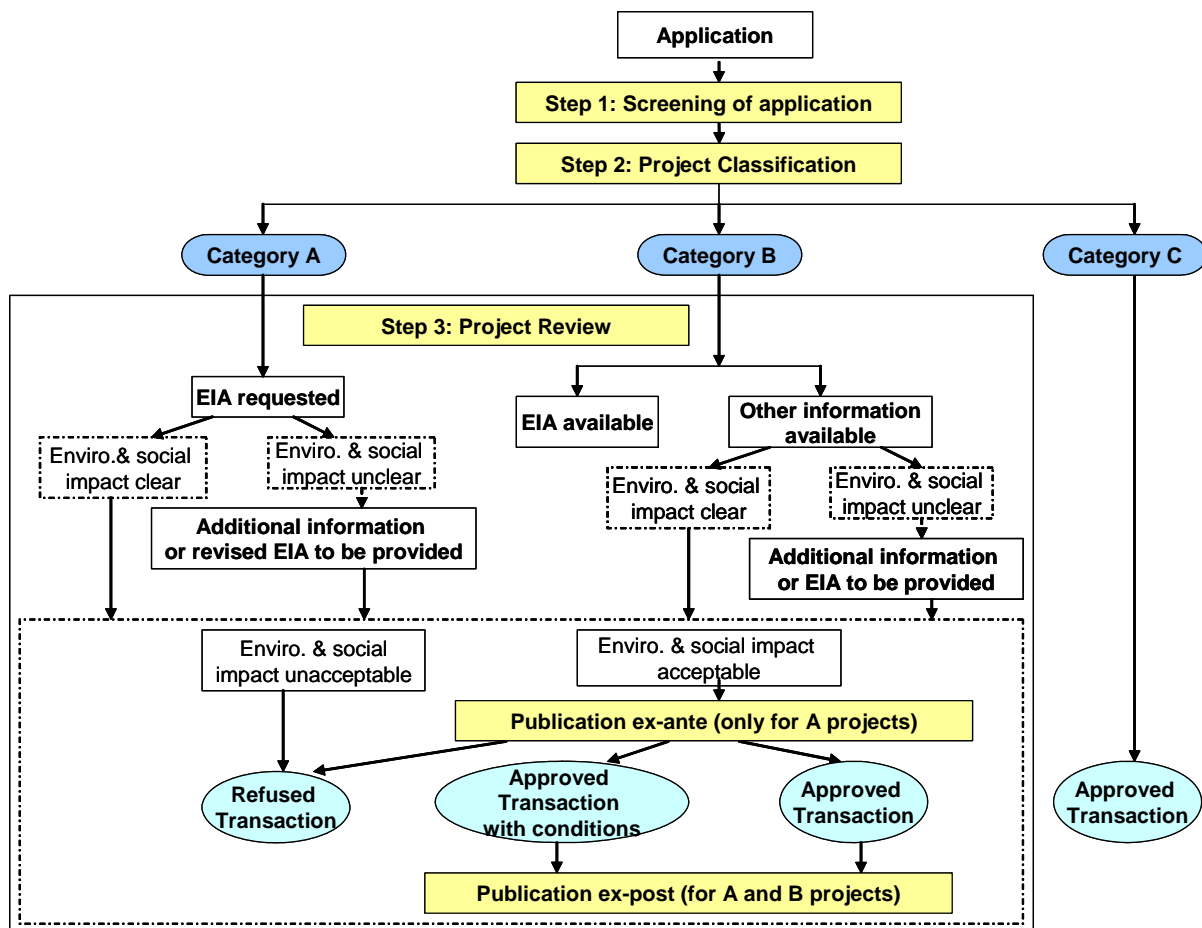 Application
Step 1: Screening of application
Step 2: Project Classification
Category A
Category B
Category C
Step 3: Project Review
EIA requested
EIA available
Other information
available
Enviro.& social
impact clear
Enviro. & social
impact unclear
Enviro. & social
impact clear
Enviro. & social
impact unclear
Additional information
or revised EIA to be provided
Additional information
or EIA to be provided
Enviro. & social
impact unacceptable
Enviro. & social impact
acceptable
Publication ex-ante (only for A projects)
Refused
Transaction
Approved
Transaction
with conditions
Approved
Transaction
Approved
Transaction
Publication ex-post (for A and B projects)